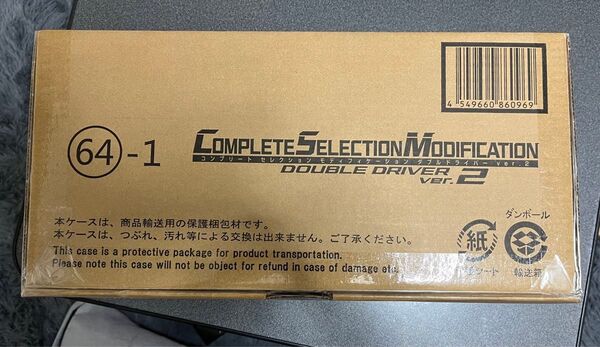 4 549660 860969
64-1
COMPLETE SELECTION MODIFICATION
コンプリート セレクション モディフィケーション ダブルドライバー ver.2
DOUBLE DRIVER
ver.2
本ケースは、商品輸送用の保護梱包材です。
本ケースは、つぶれ、汚れ等による交換は出来ません。ご了承ください。
This case is a protective package for product transportation.
Please note this case will not be object for refund in case of damage etc.
紙
シート
ダンボール
輸送箱